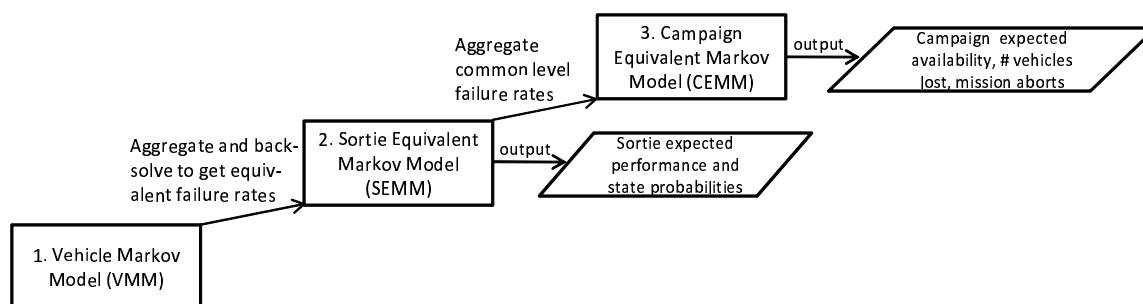 3. Campaign
Equivalent Markov
Model (CEMM)
output
Campaign expected
availability, # vehicles
lost, mission aborts
Aggregate
common level
failure rates
2. Sortie Equivalent
Markov Model
(SEMM)
output
Sortie expected
performance and
state probabilities
Aggregate and back-
solve to get equiv-
alent failure rates
1. Vehicle Markov
Model (VMM)